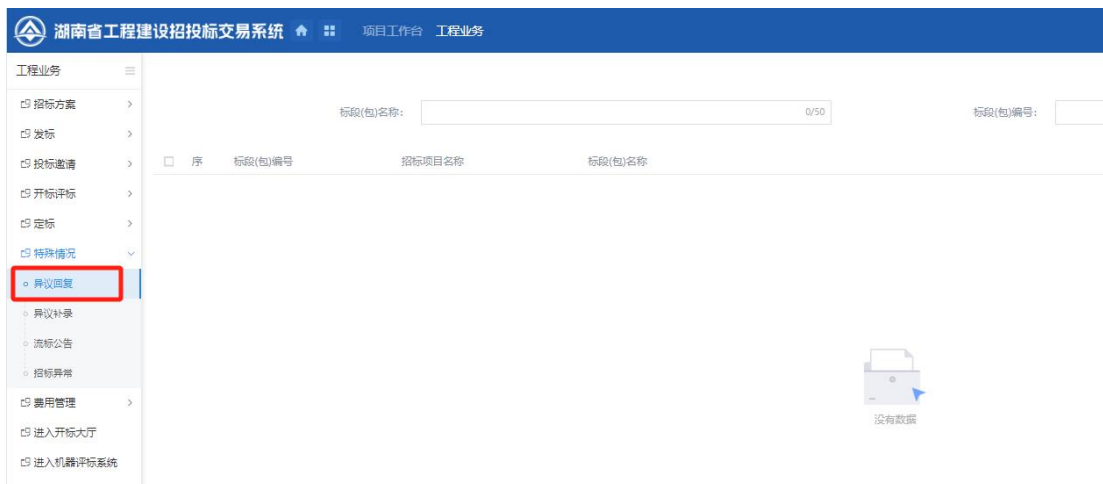 湖南省工程建设招投标交易系统 项目工作台 工程业务
工程业务
招标方案
发标
投标邀请
开标评标
定标
特殊情况
异议回复
异议补录
流标公告
招标异常
费用管理
进入开标大厅
进入机器评标系统
标段(包)名称: 0/50 标段(包)编号:
序 标段(包)编号 招标项目名称 标段(包)名称
没有数据